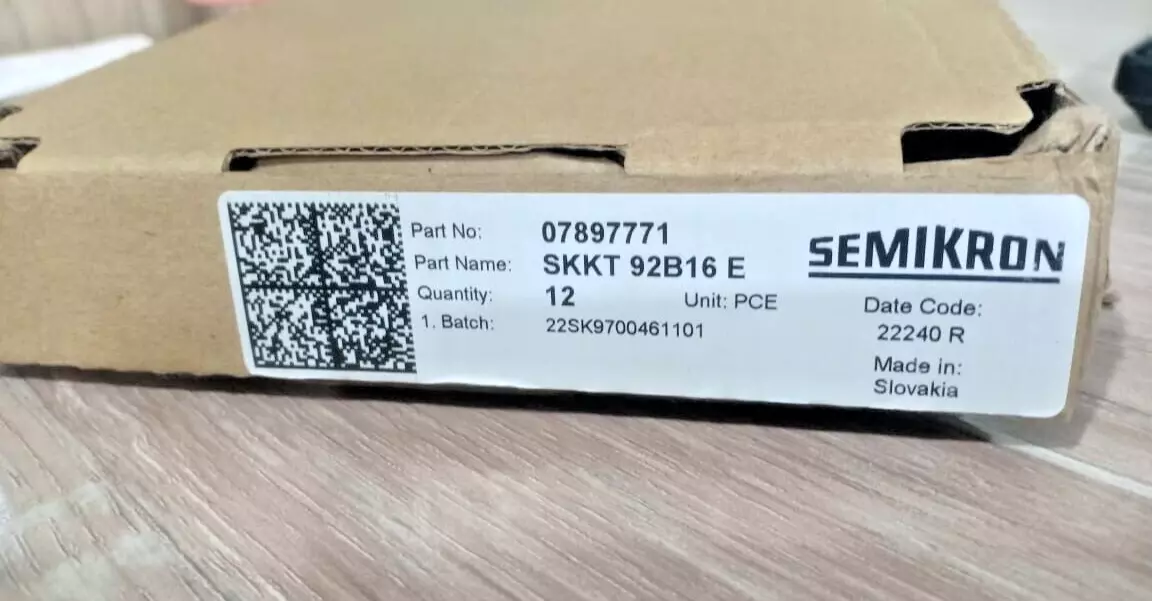 Part No: 07897771
Part Name: SKKT 92B16 E
Quantity: 12 Unit: PCE
1. Batch: 22SK9700461101
SEMIKRON
Date Code:
22240 R
Made in:
Slovakia